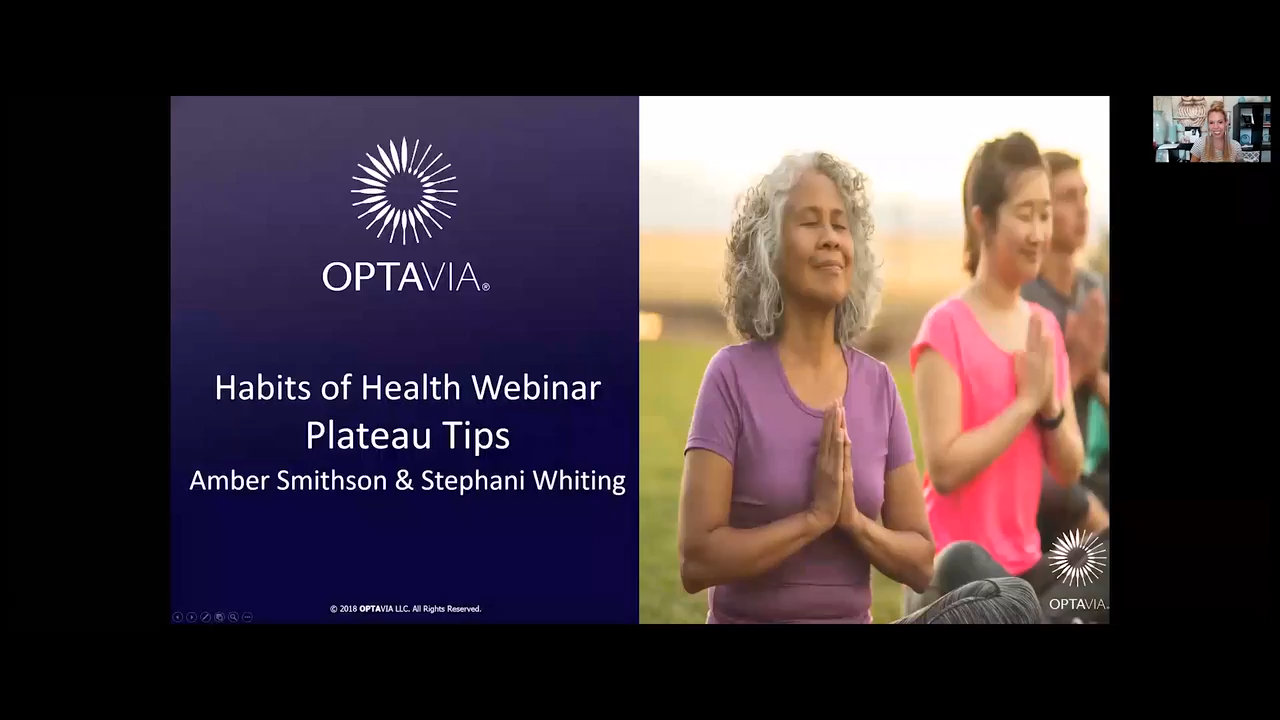 OPTAVIA®
Habits of Health Webinar
Plateau Tips
Amber Smithson & Stephani Whiting
© 2018 OPTAVIA LLC. All Rights Reserved.
OPTAVIA.